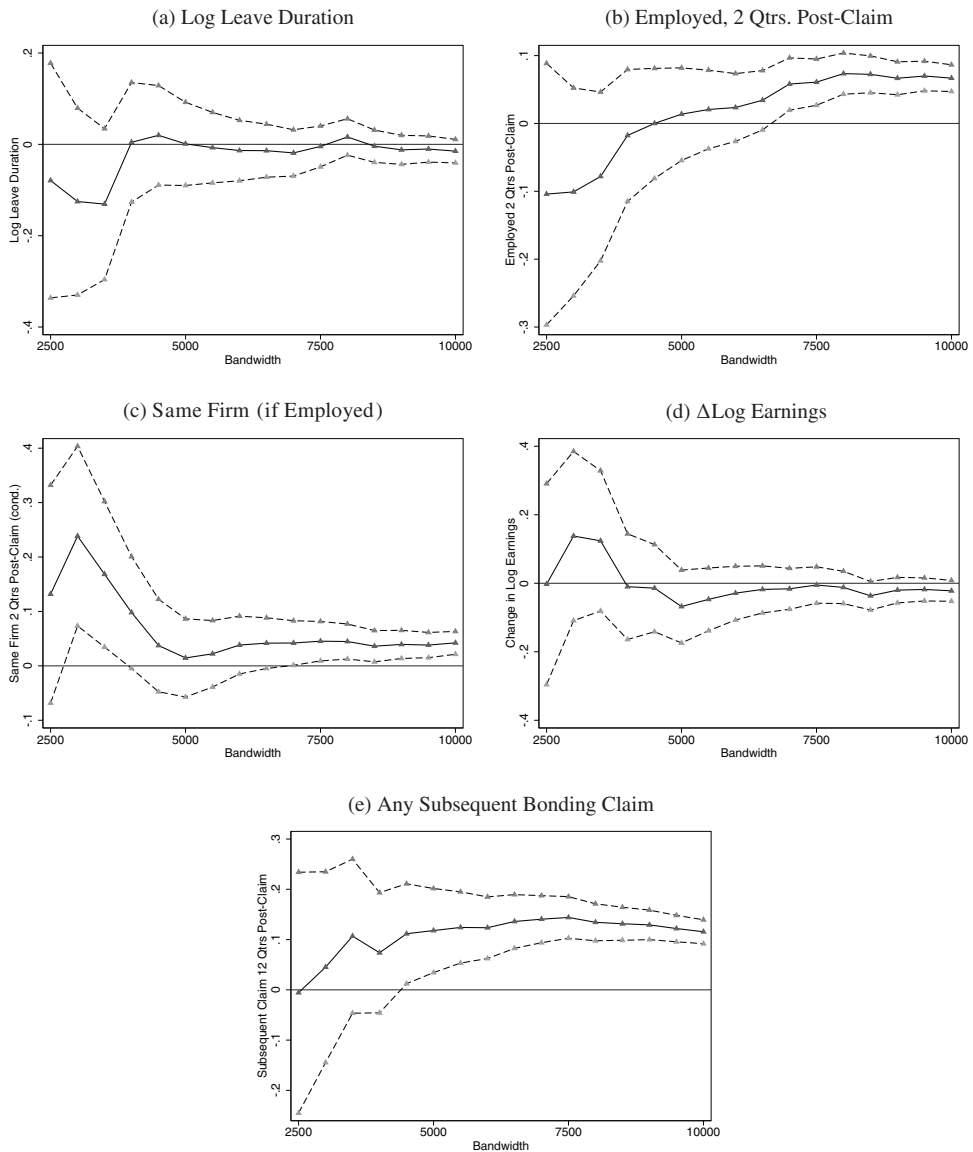 (a) Log Leave Duration
.2
0
-.2
-.4
Log Leave Duration
2500 5000 7500 10000
Bandwidth
(b) Employed, 2 Qtrs. Post-Claim
.1
0
-.1
-.2
-.3
Employed 2 Qtrs Post-Claim
2500 5000 7500 10000
Bandwidth
(c) Same Firm (if Employed)
.4
.3
.2
.1
0
-.1
Same Firm 2 Qtrs Post-Claim (cond.)
2500 5000 7500 10000
Bandwidth
(d) ΔLog Earnings
.4
.2
0
-.2
-.4
Change in Log Earnings
2500 5000 7500 10000
Bandwidth
(e) Any Subsequent Bonding Claim
.3
.2
.1
0
-.1
-.2
Subsequent Claim 12 Qtrs Post-Claim
2500 5000 7500 10000
Bandwidth